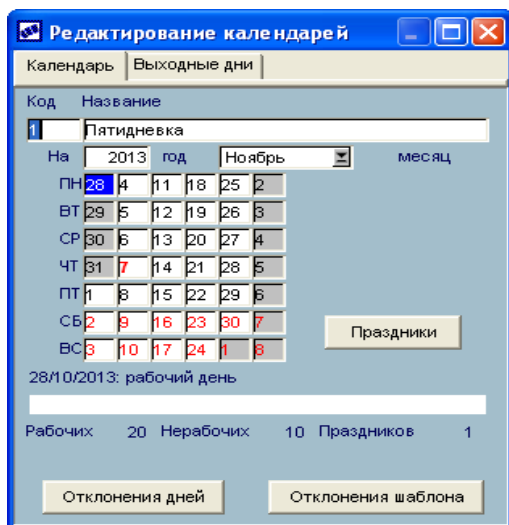 Редактирование календарей
Календарь Выходные дни
Код Название
1 Пятидневка
На 2013 год Ноябрь месяц
ПН 28 4 11 18 25 2
ВТ 29 5 12 19 26 3
СР 30 6 13 20 27 4
ЧТ 31 7 14 21 28 5
ПТ 1 8 15 22 29 6
СБ 2 9 16 23 30 7
Праздники
ВС 3 10 17 24 1 8
28/10/2013: рабочий день
Рабочих 20 Нерабочих 10 Праздников 1
Отклонения дней Отклонения шаблона